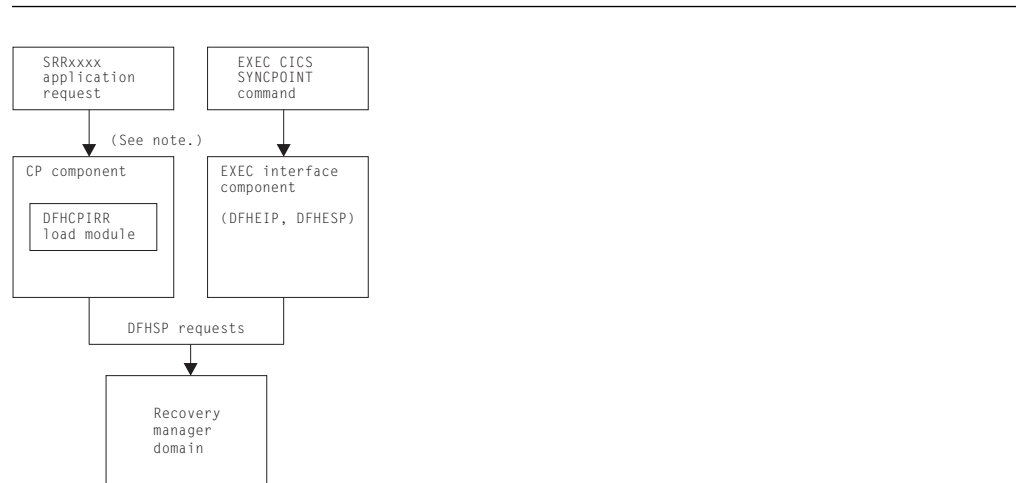 SRRxxxx
application
request
EXEC CICS
SYNCPOINT
command
(See note.)
CP component
DFHCPIRR
load module
EXEC interface
component
(DFHEIP, DFHESP)
DFHSP requests
Recovery
manager
domain